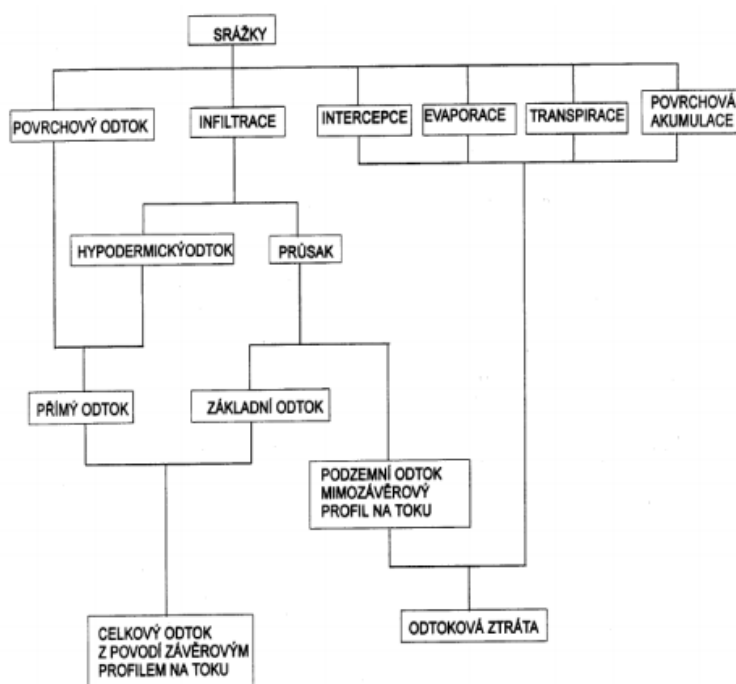 SRÁŽKY
POVRCHOVÝ ODTOK
INFILTRACE
INTERCEPCE
EVAPORACE
TRANSPIRACE
POVRCHOVÁ
AKUMULACE
HYPODERMICKÝODTOK
PRŮSAK
PŘÍMÝ ODTOK
ZÁKLADNÍ ODTOK
PODZEMNÍ ODTOK
MIMOZÁVĚROVÝ
PROFIL NA TOKU
CELKOVÝ ODTOK
Z POVODÍ ZÁVĚROVÝM
PROFILEM NA TOKU
ODTOKOVÁ ZTRÁTA